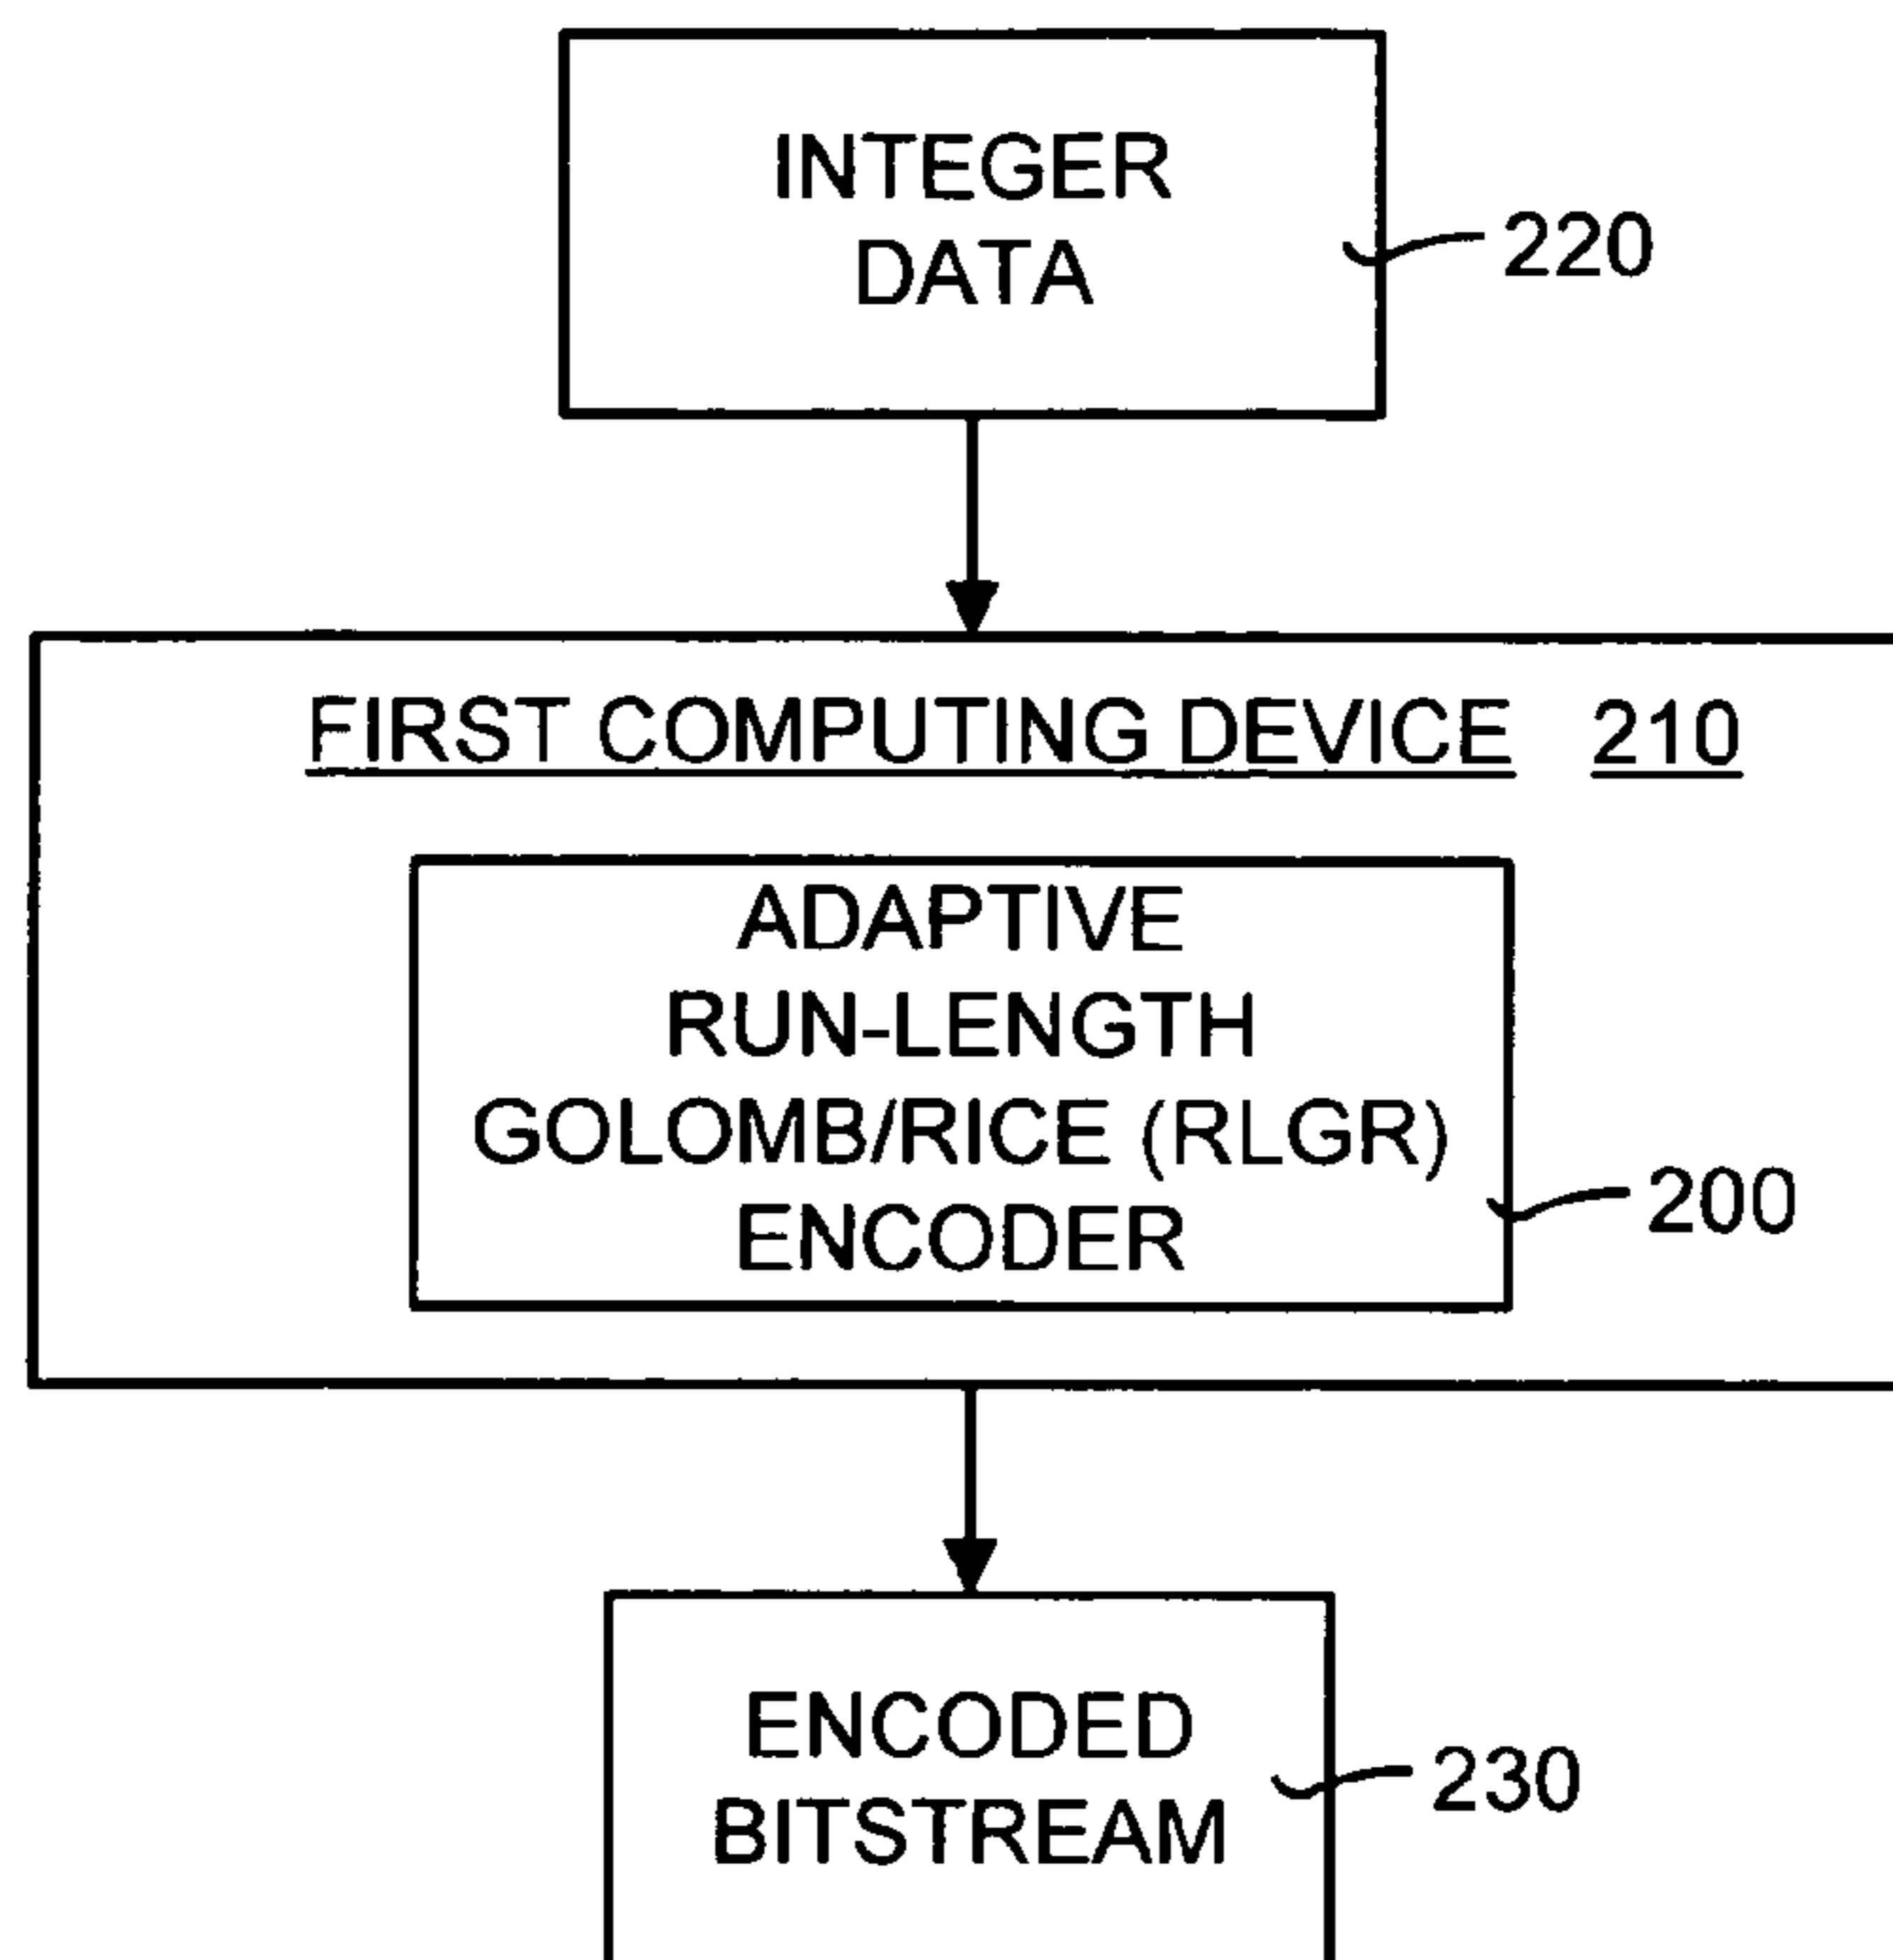 INTEGER
DATA
220
FIRST COMPUTING DEVICE 210
ADAPTIVE
RUN-LENGTH
GOLOMB/RICE (RLGR)
ENCODER
200
ENCODED
BITSTREAM
230